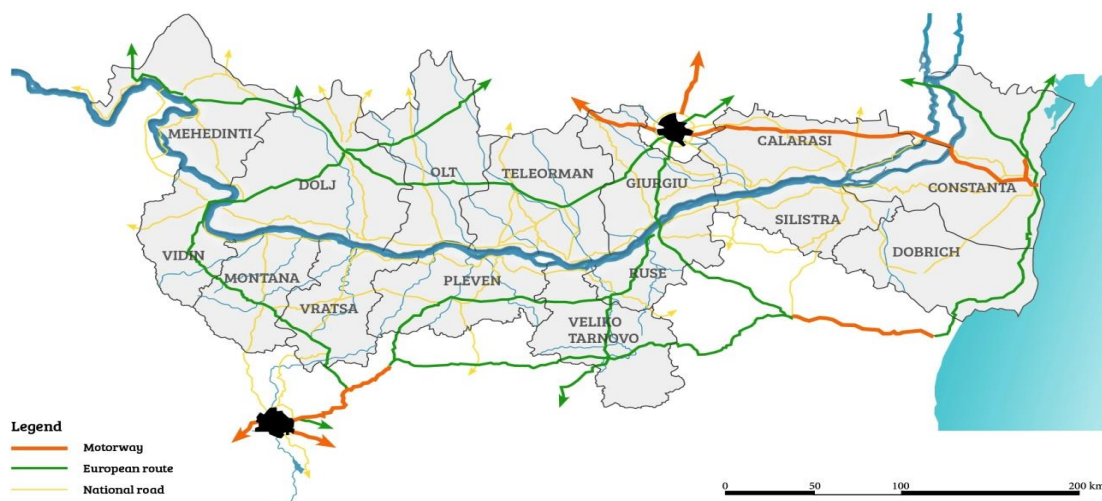 MEHEDINTI
DOLJ
OLT
TELEORMAN
GIURGIU
CALARASI
CONSTANTA
SILISTRA
DOBRICH
VIDIN
MONTANA
VRATSA
PLEVEN
RUSE
VELIKO
TARNOVO
Legend
Motorway
European route
National road
0 50 100 200 km